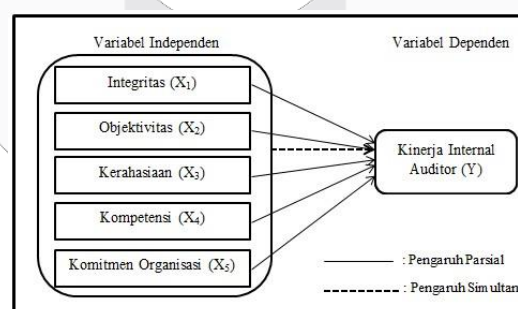 Variabel Independen
Variabel Dependen
Integritas (X₁)
Objektivitas (X₂)
Kerahasiaan (X₃)
Kompetensi (X₄)
Komitmen Organisasi (X₅)
Kinerja Internal
Auditor (Y)
: Pengaruh Parsial
: Pengaruh Simultan